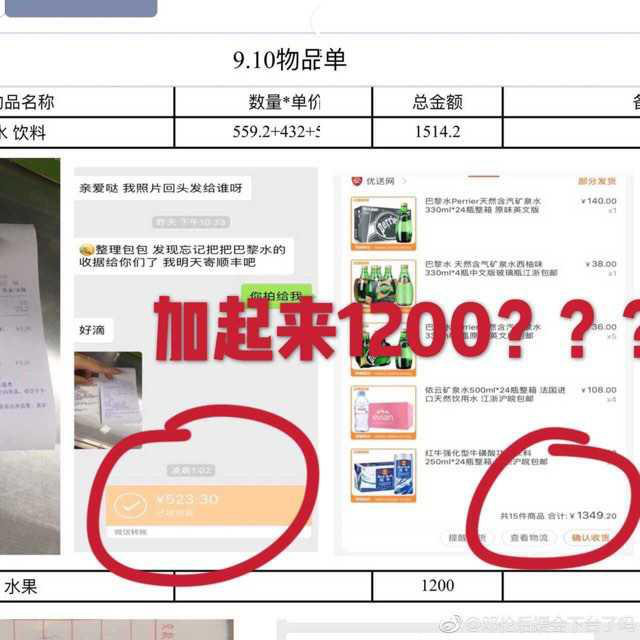 9.10物品单
品名称 数量*单价 总金额
水 饮料 559.2+432+5 1514.2
亲爱哒 我照片回头发给谁呀
昨天 下午10:33
整理包包 发现忘记把把巴黎水的
收据给你们了 我明天寄顺丰吧
你拍给我
好滴
凌晨1:02
¥523.30
已被领取
微信转账
优送网
部分发货
巴黎水Perrier天然含汽矿泉水
330ml*24瓶整箱 原味英文版
¥140.00
x1
巴黎水 天然含汽矿泉水西柚味
330ml*4瓶中文版玻璃瓶江浙包邮
¥38.00
x1
加起来1200???
36.00
x5
依云矿泉水500ml*24瓶整箱 法国进
口天然饮用水 江浙沪皖包邮
¥108.00
x4
evian
红牛强化型牛磺酸功
饮料
250ml*24瓶整箱
沪皖包邮
共15件商品 合计:¥1349.20
查看物流
确认收货
水果 1200